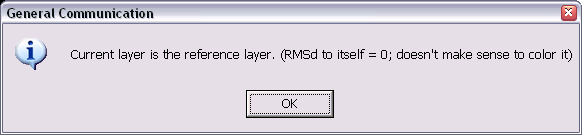 General Communication
Current layer is the reference layer. (RMSd to itself = 0; doesn't make sense to color it)
OK